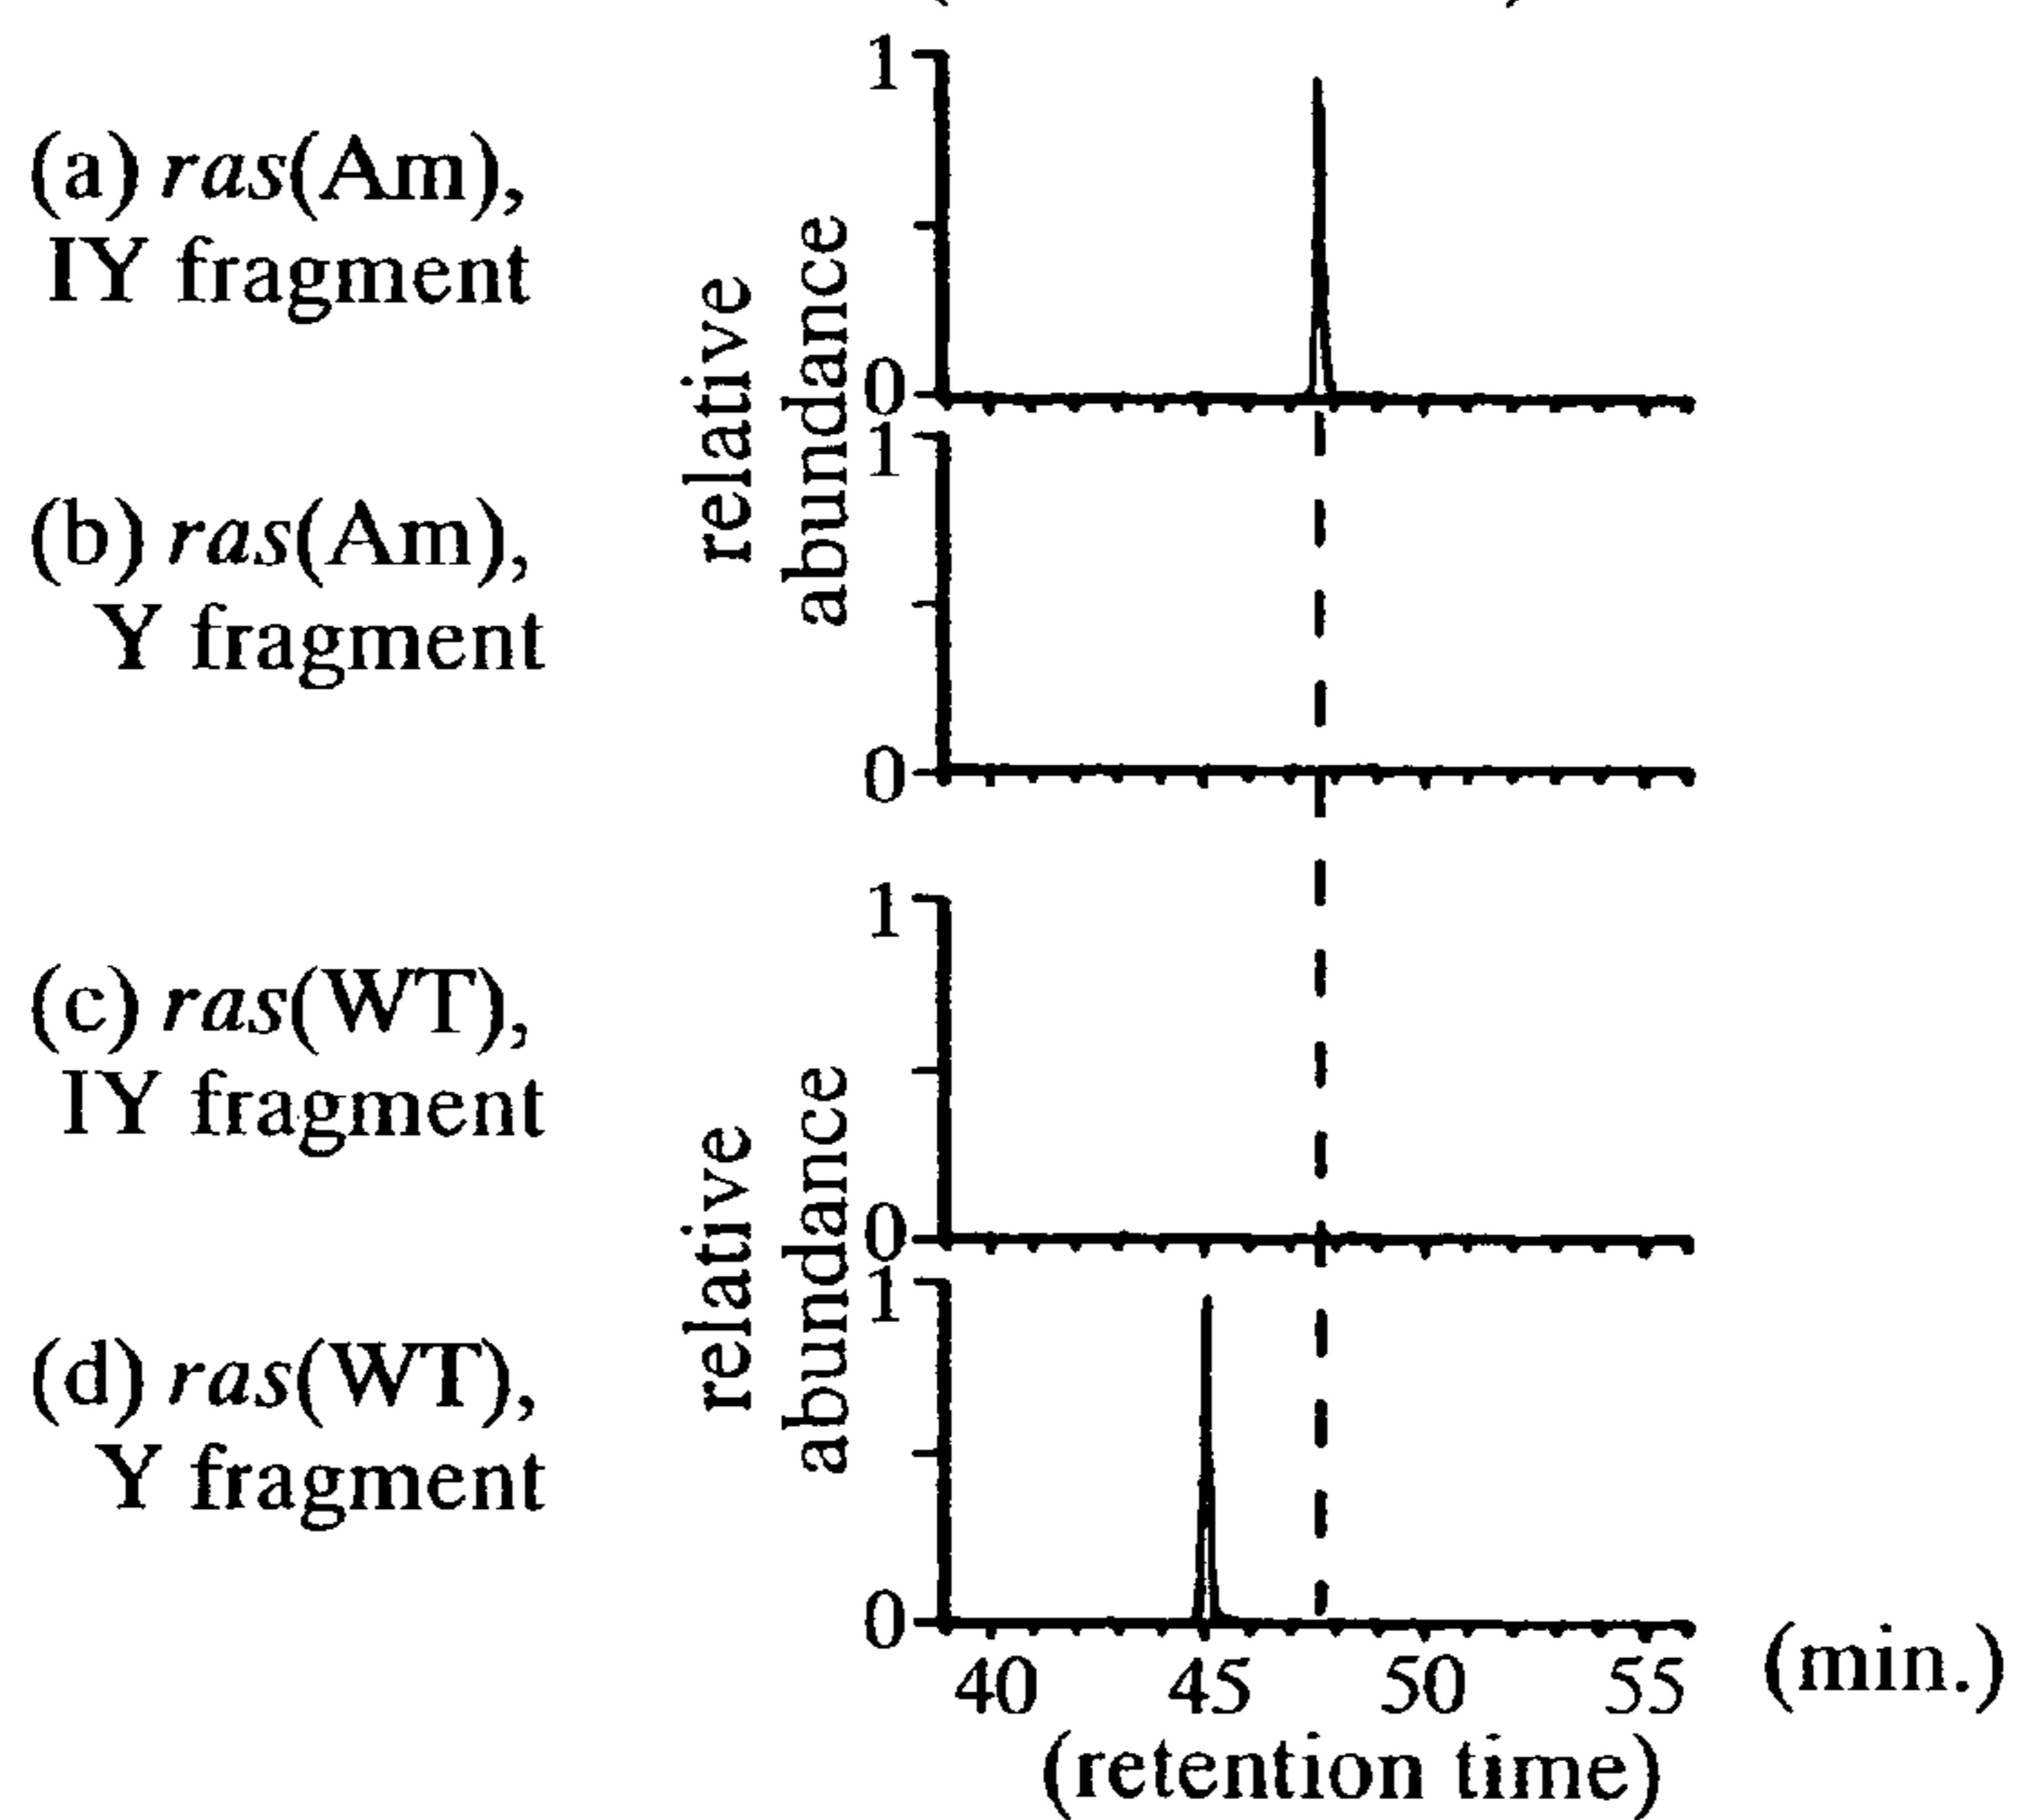 (a) ras(Am),
IY fragment
relative
abundance
1
0
(b) ras(Am),
Y fragment
1
0
(c) ras(WT),
IY fragment
relative
abundance
1
0
(d) ras(WT),
Y fragment
1
0
40 45 50 55 (min.)
(retention time)